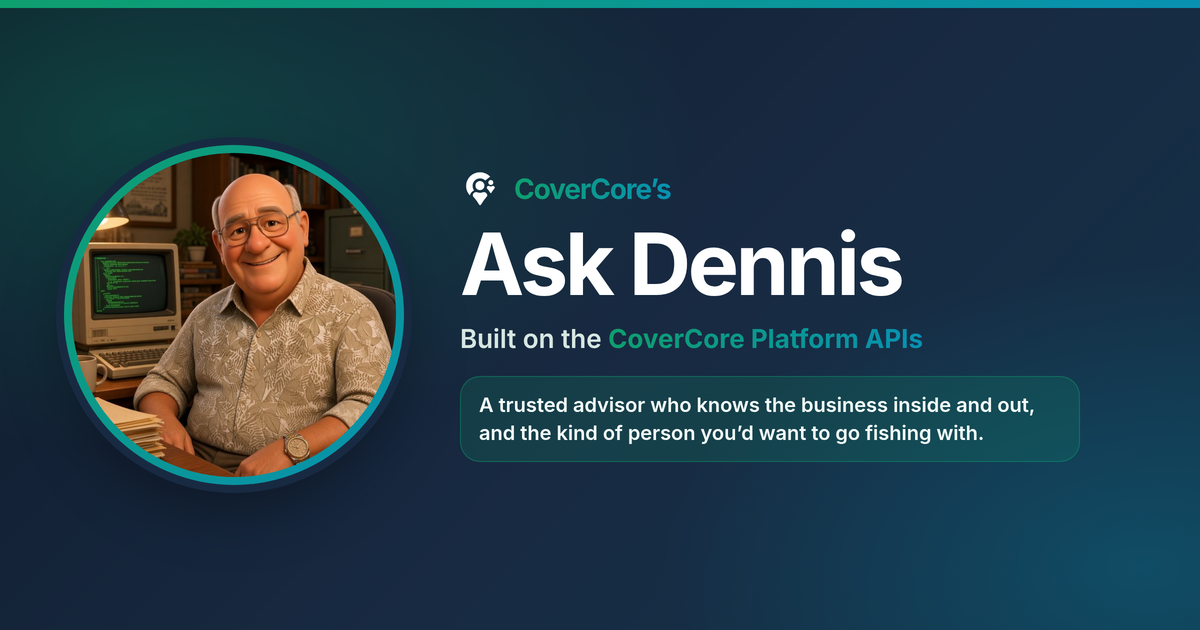 CoverCore’s
Ask Dennis
Built on the CoverCore Platform APIs
A trusted advisor who knows the business inside and out,
and the kind of person you’d want to go fishing with.